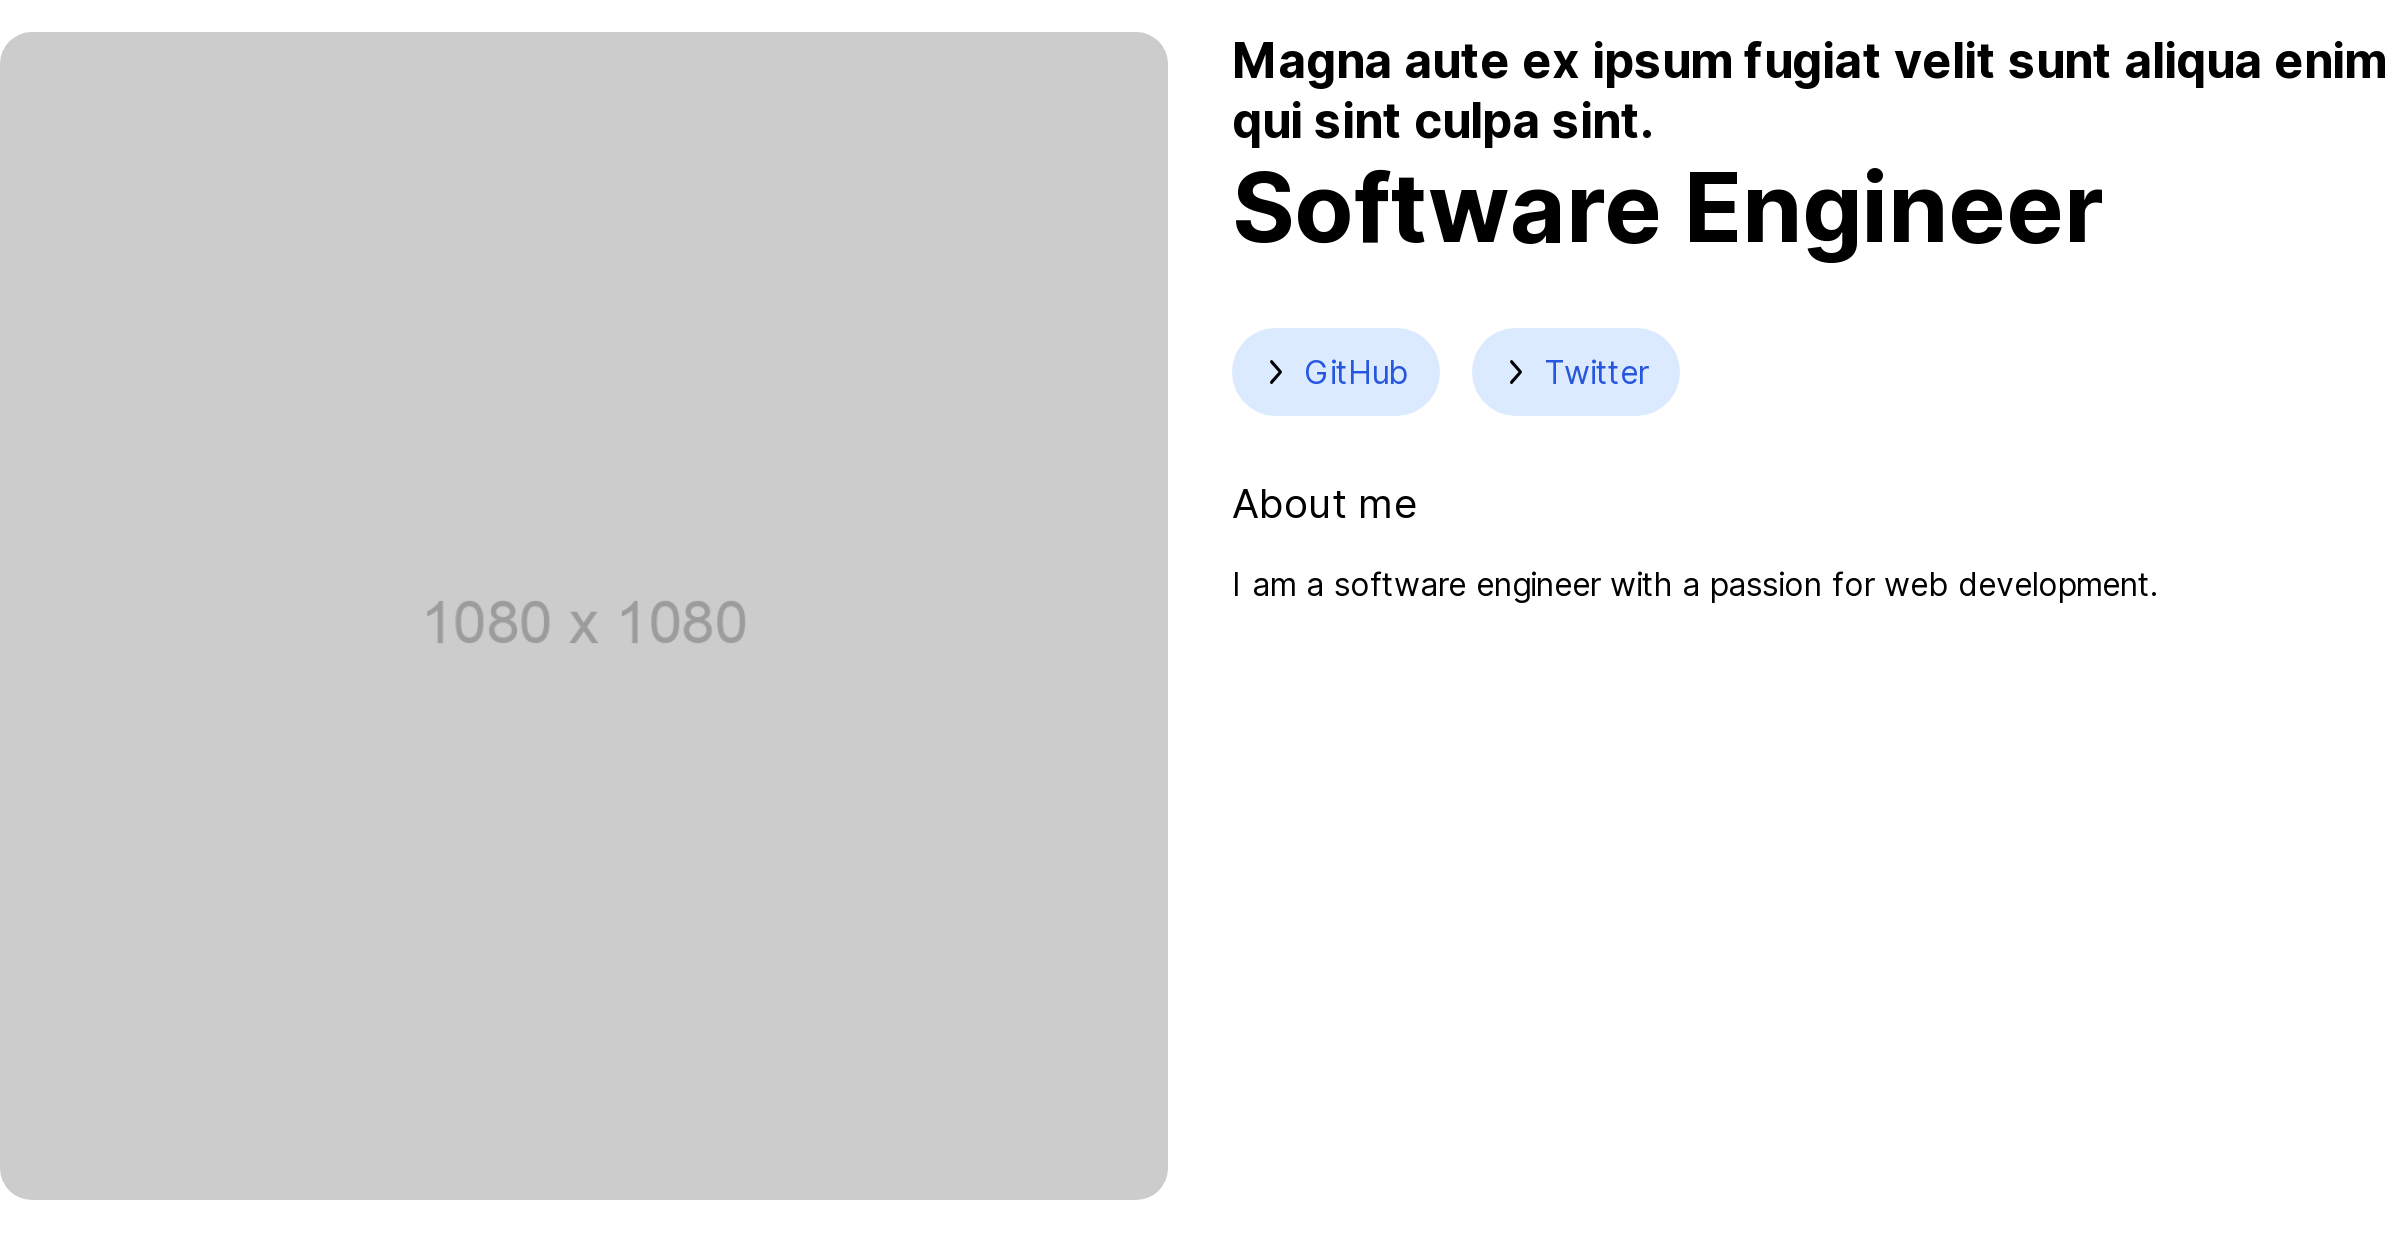 Magna aute ex ipsum fugiat velit sunt aliqua enim
qui sint culpa sint.
Software Engineer
GitHub
Twitter
About me
I am a software engineer with a passion for web development.
1080 x 1080